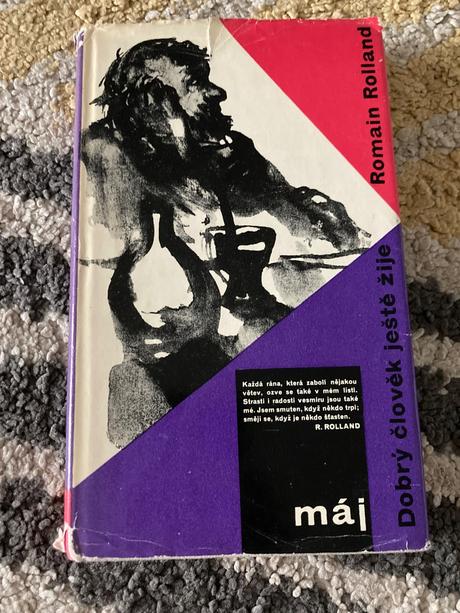 Romain Rolland
Dobrý člověk ještě žije
Každá rána, která zabolí nějakou
větev, ozve se také v mém listí.
Strasti i radosti vesmíru jsou také
mé. Jsem smuten, když někdo trpí;
směji se, když je někdo šťasten.
R. ROLLAND
máj